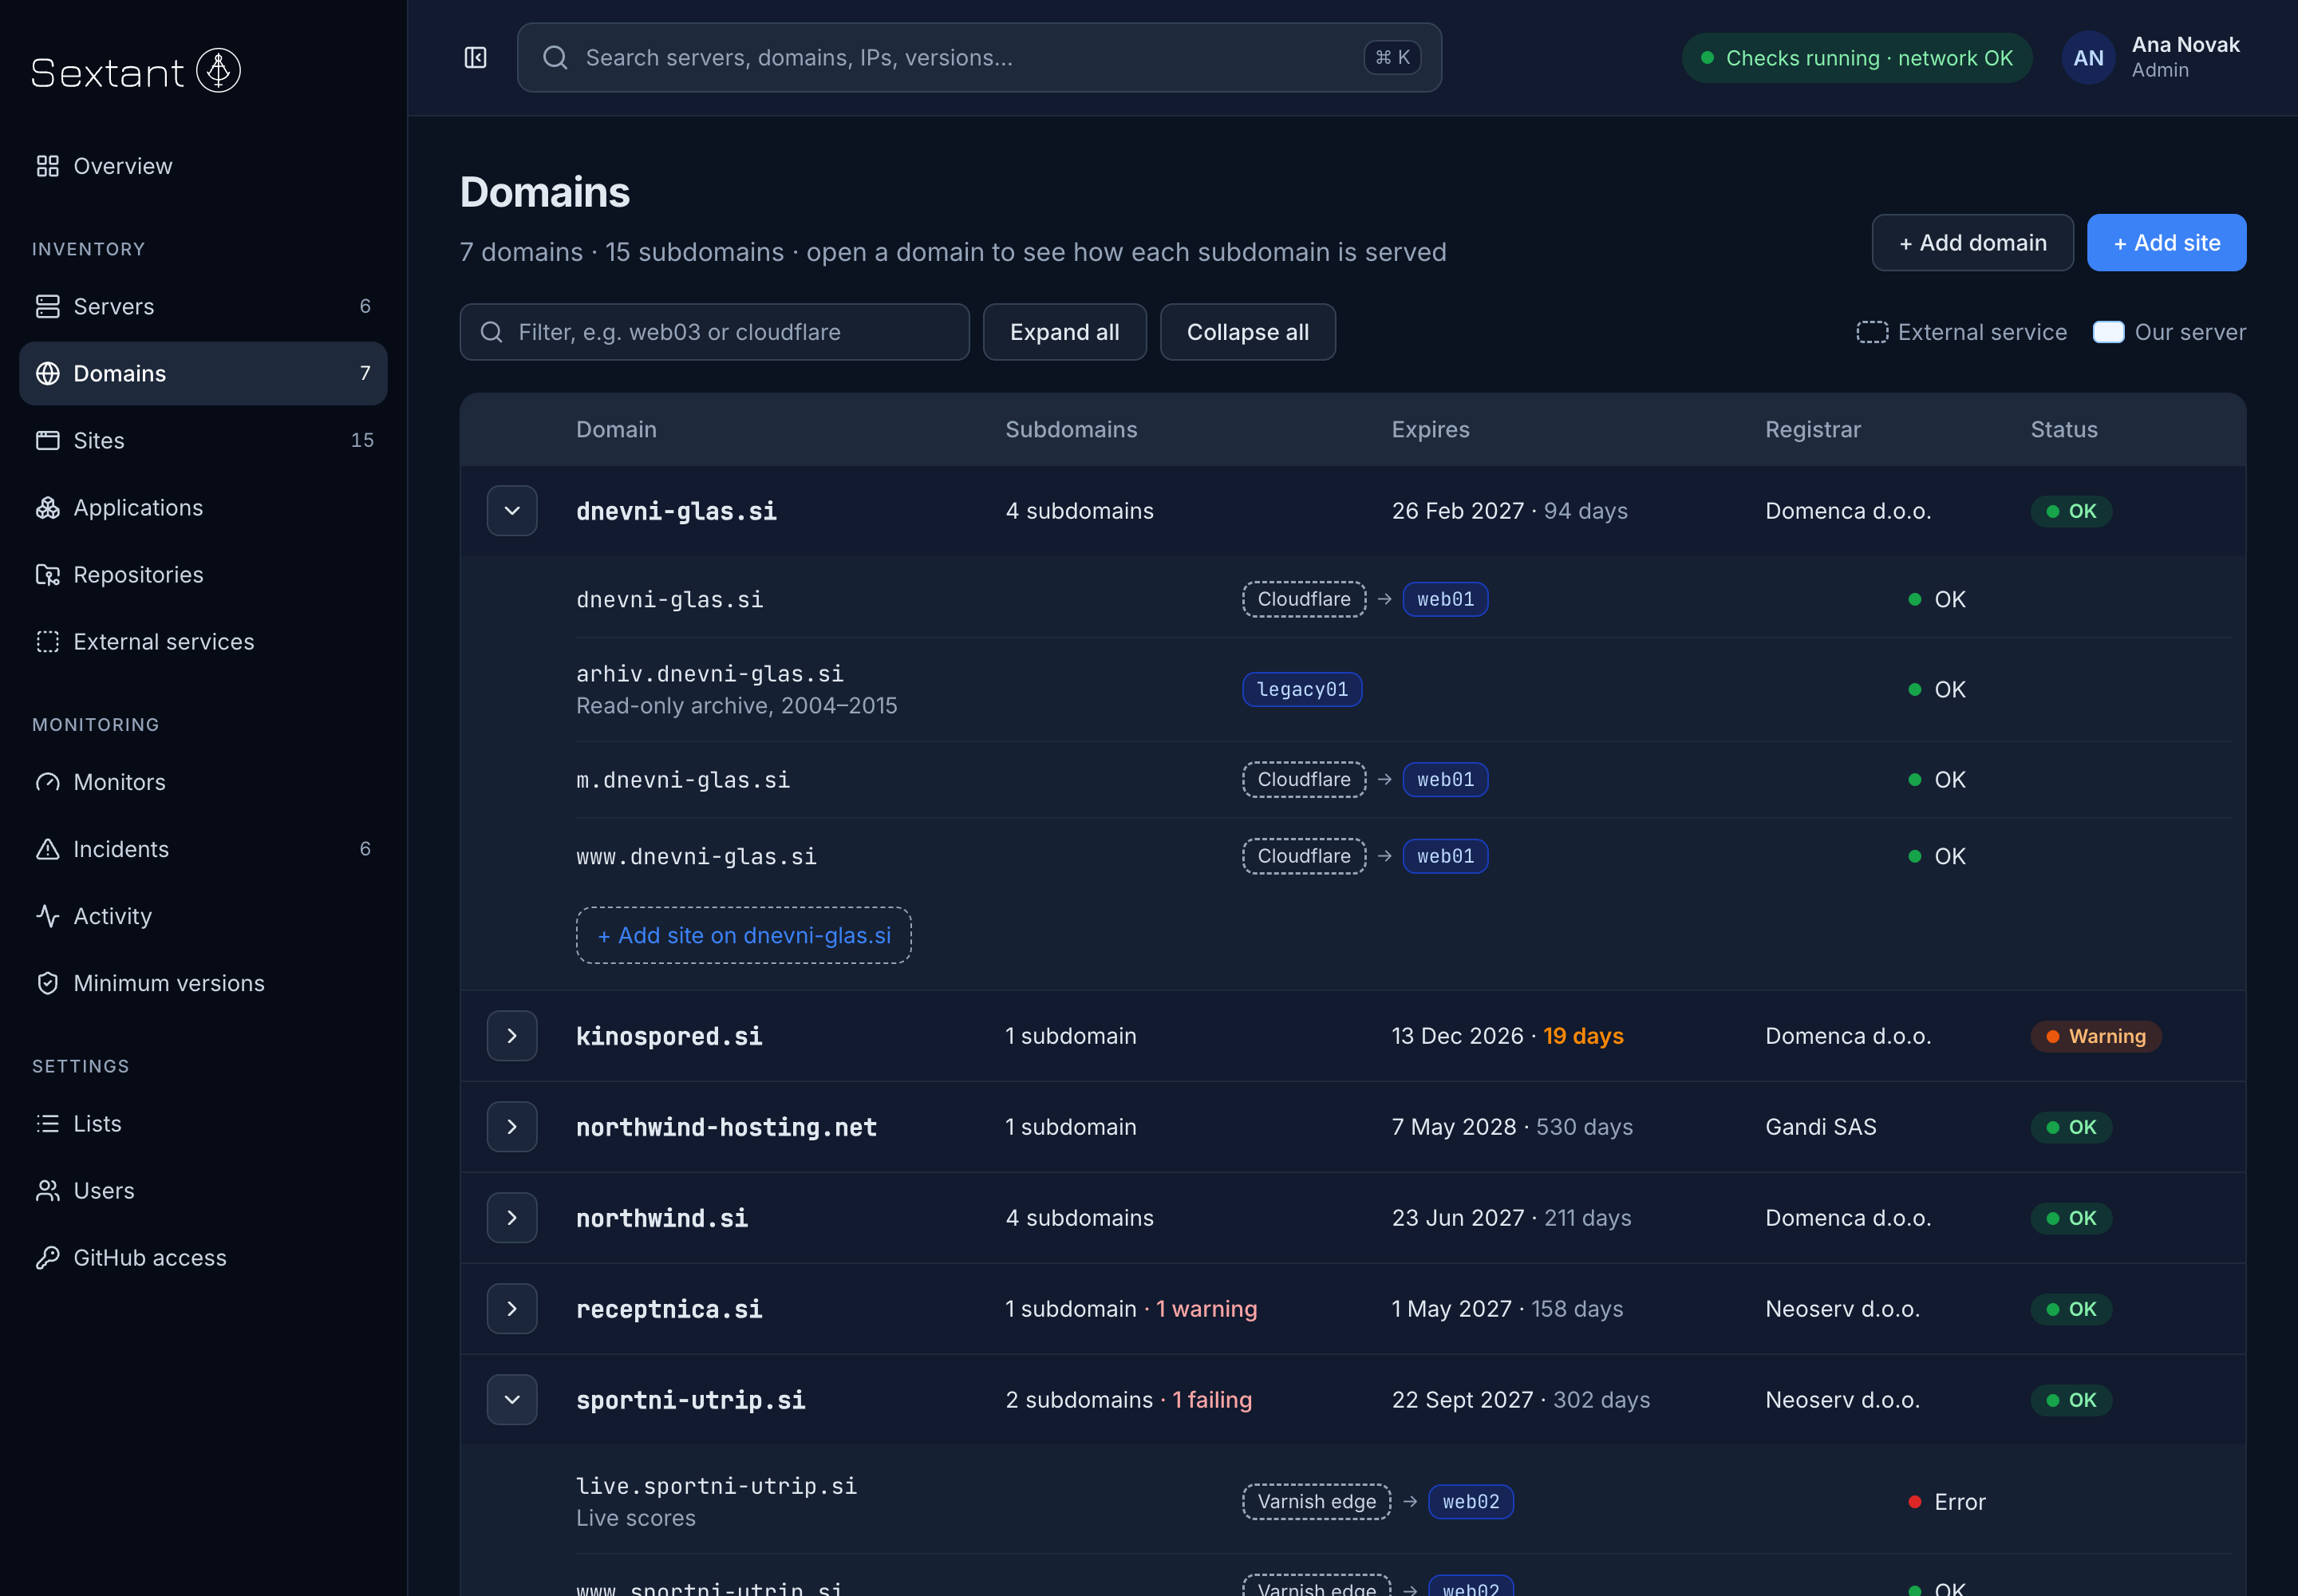 Sextant
Search servers, domains, IPs, versions...
⌘ K
Checks running · network OK
AN
Ana Novak
Admin
Overview
INVENTORY
Servers 6
Domains 7
Sites 15
Applications
Repositories
External services
MONITORING
Monitors
Incidents 6
Activity
Minimum versions
SETTINGS
Lists
Users
GitHub access
Domains
7 domains · 15 subdomains · open a domain to see how each subdomain is served
+ Add domain
+ Add site
Filter, e.g. web03 or cloudflare
Expand all
Collapse all
External service
Our server
Domain Subdomains Expires Registrar Status
dnevni-glas.si 4 subdomains 26 Feb 2027 · 94 days Domenca d.o.o. OK
dnevni-glas.si Cloudflare → web01 OK
arhiv.dnevni-glas.si
Read-only archive, 2004–2015
legacy01 OK
m.dnevni-glas.si Cloudflare → web01 OK
www.dnevni-glas.si Cloudflare → web01 OK
+ Add site on dnevni-glas.si
kinospored.si 1 subdomain 13 Dec 2026 · 19 days Domenca d.o.o. Warning
northwind-hosting.net 1 subdomain 7 May 2028 · 530 days Gandi SAS OK
northwind.si 4 subdomains 23 Jun 2027 · 211 days Domenca d.o.o. OK
receptnica.si 1 subdomain · 1 warning 1 May 2027 · 158 days Neoserv d.o.o. OK
sportni-utrip.si 2 subdomains · 1 failing 22 Sept 2027 · 302 days Neoserv d.o.o. OK
live.sportni-utrip.si
Live scores
Varnish edge → web02 Error
www.sportni-utrip.si Varnish edge → web02 OK